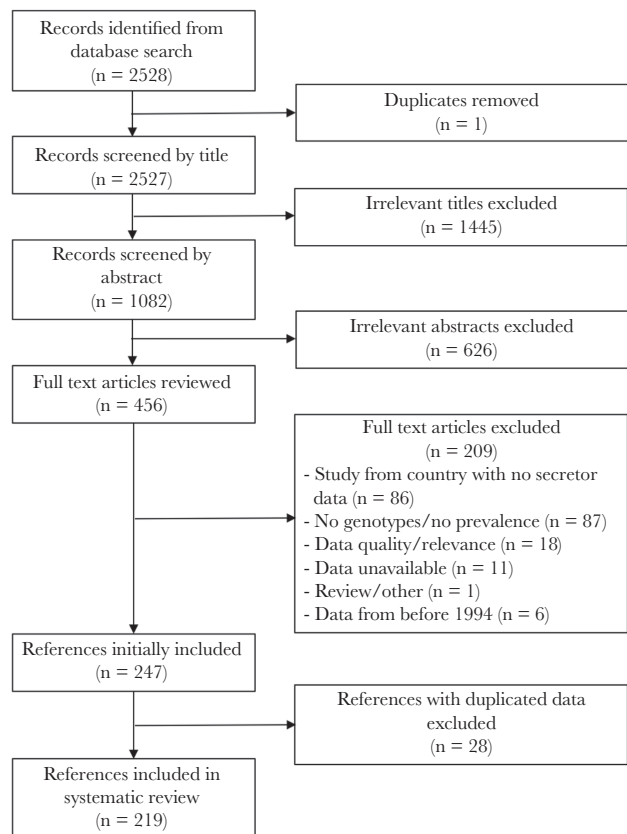 Records identified from
database search
(n = 2528)
Duplicates removed
(n = 1)
Records screened by title
(n = 2527)
Irrelevant titles excluded
(n = 1445)
Records screened by
abstract
(n = 1082)
Irrelevant abstracts excluded
(n = 626)
Full text articles reviewed
(n = 456)
Full text articles excluded
(n = 209)
- Study from country with no secretor
data (n = 86)
- No genotypes/no prevalence (n = 87)
- Data quality/relevance (n = 18)
- Data unavailable (n = 11)
- Review/other (n = 1)
- Data from before 1994 (n = 6)
References initially included
(n = 247)
References with duplicated data
excluded
(n = 28)
References included in
systematic review
(n = 219)